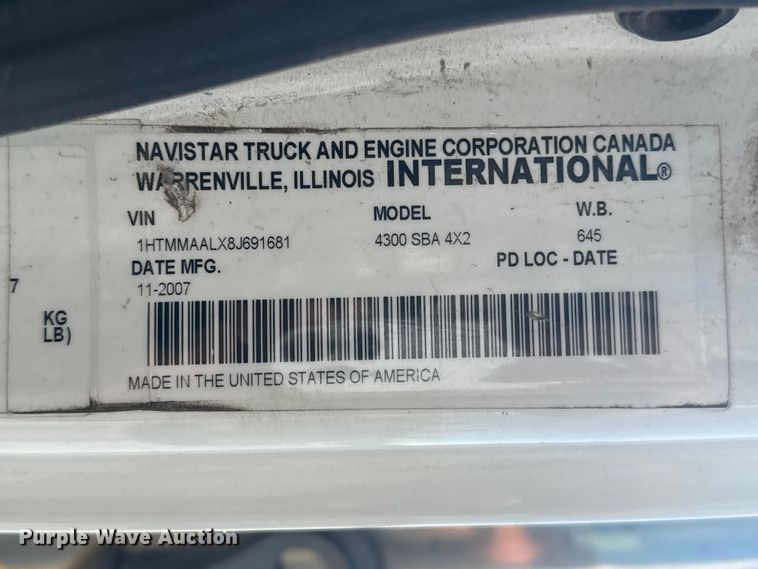 NAVISTAR TRUCK AND ENGINE CORPORATION CANADA
WARRENVILLE, ILLINOIS INTERNATIONAL®
VIN MODEL W.B.
1HTMMAALX8J691681 4300 SBA 4X2 645
DATE MFG. PD LOC - DATE
11-2007
7
KG
LB)
MADE IN THE UNITED STATES OF AMERICA
Purple Wave Auction